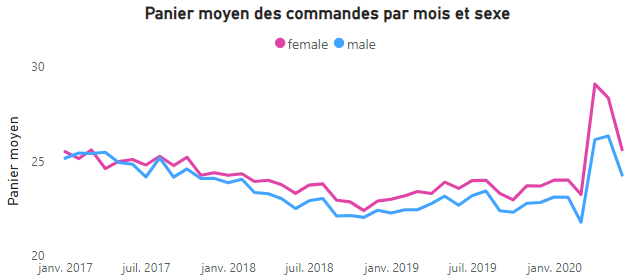 Panier moyen des commandes par mois et sexe
female male
30
25
20
Panier moyen
janv. 2017 juil. 2017 janv. 2018 juil. 2018 janv. 2019 juil. 2019 janv. 2020